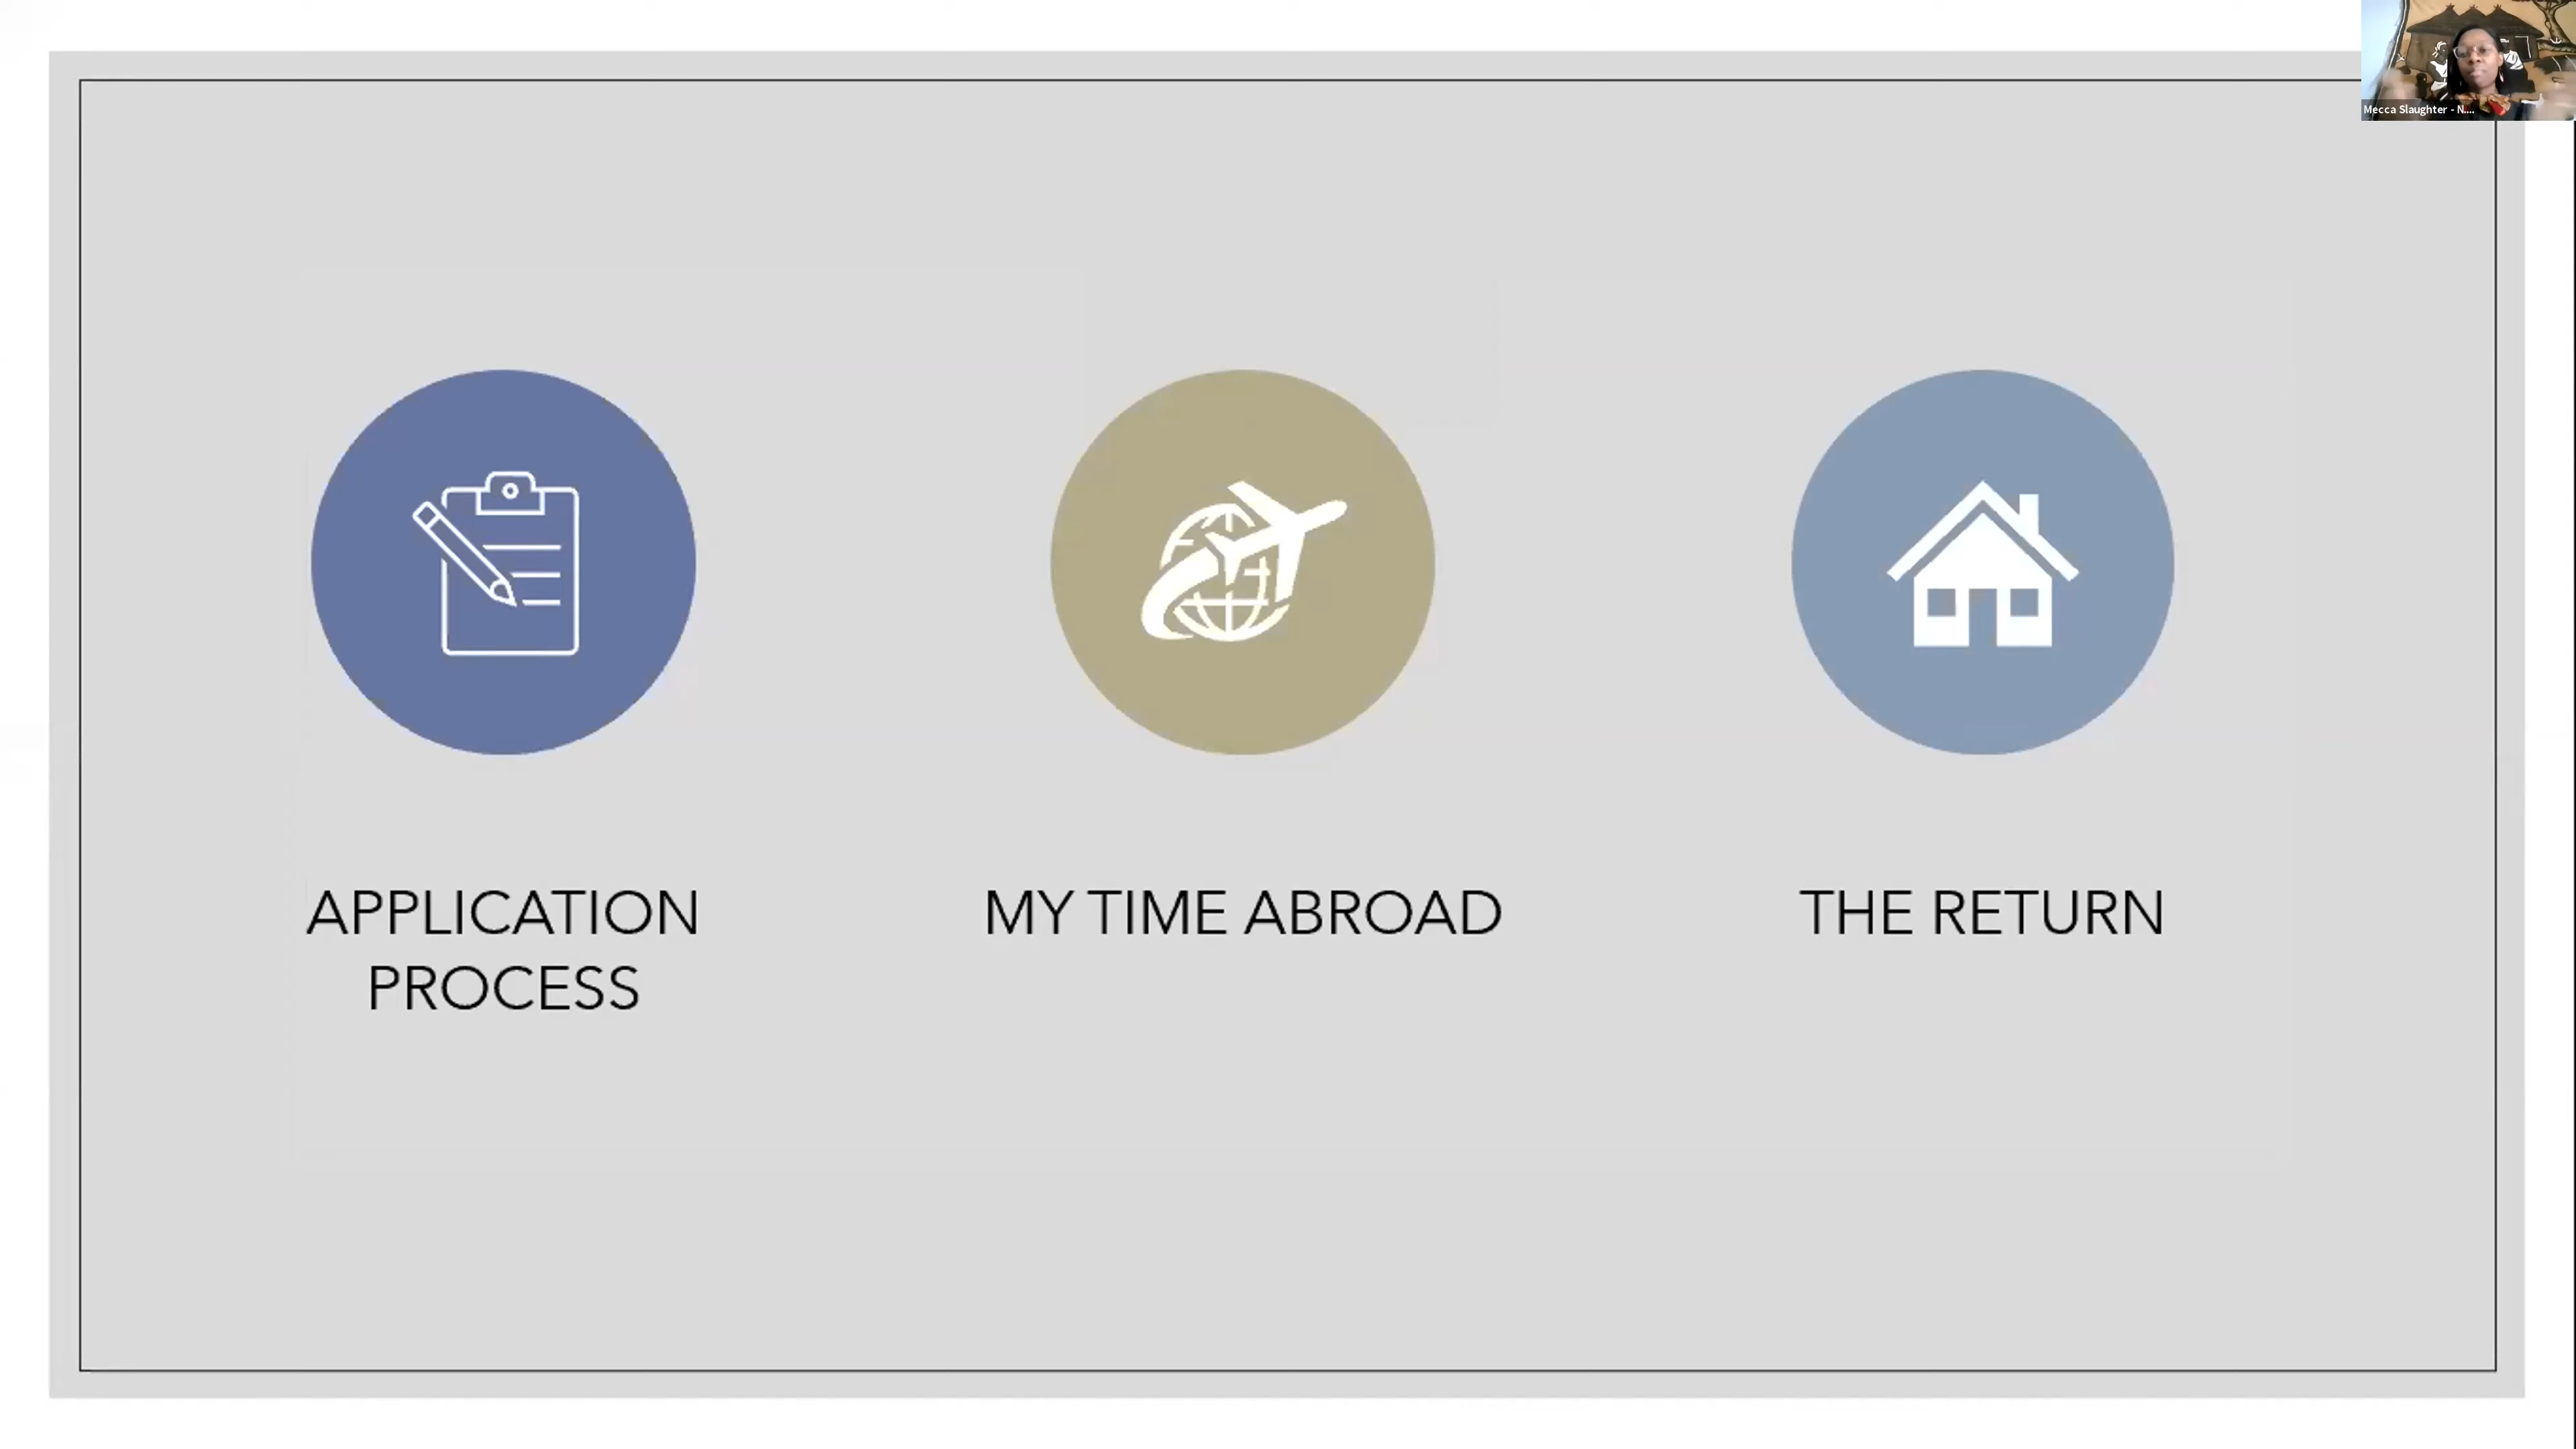 Mecca Slaughter - N....
APPLICATION
PROCESS
MY TIME ABROAD
THE RETURN